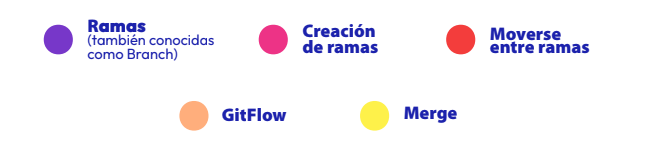 Ramas
(también conocidas
como Branch)
Creación
de ramas
Moverse
entre ramas
GitFlow
Merge